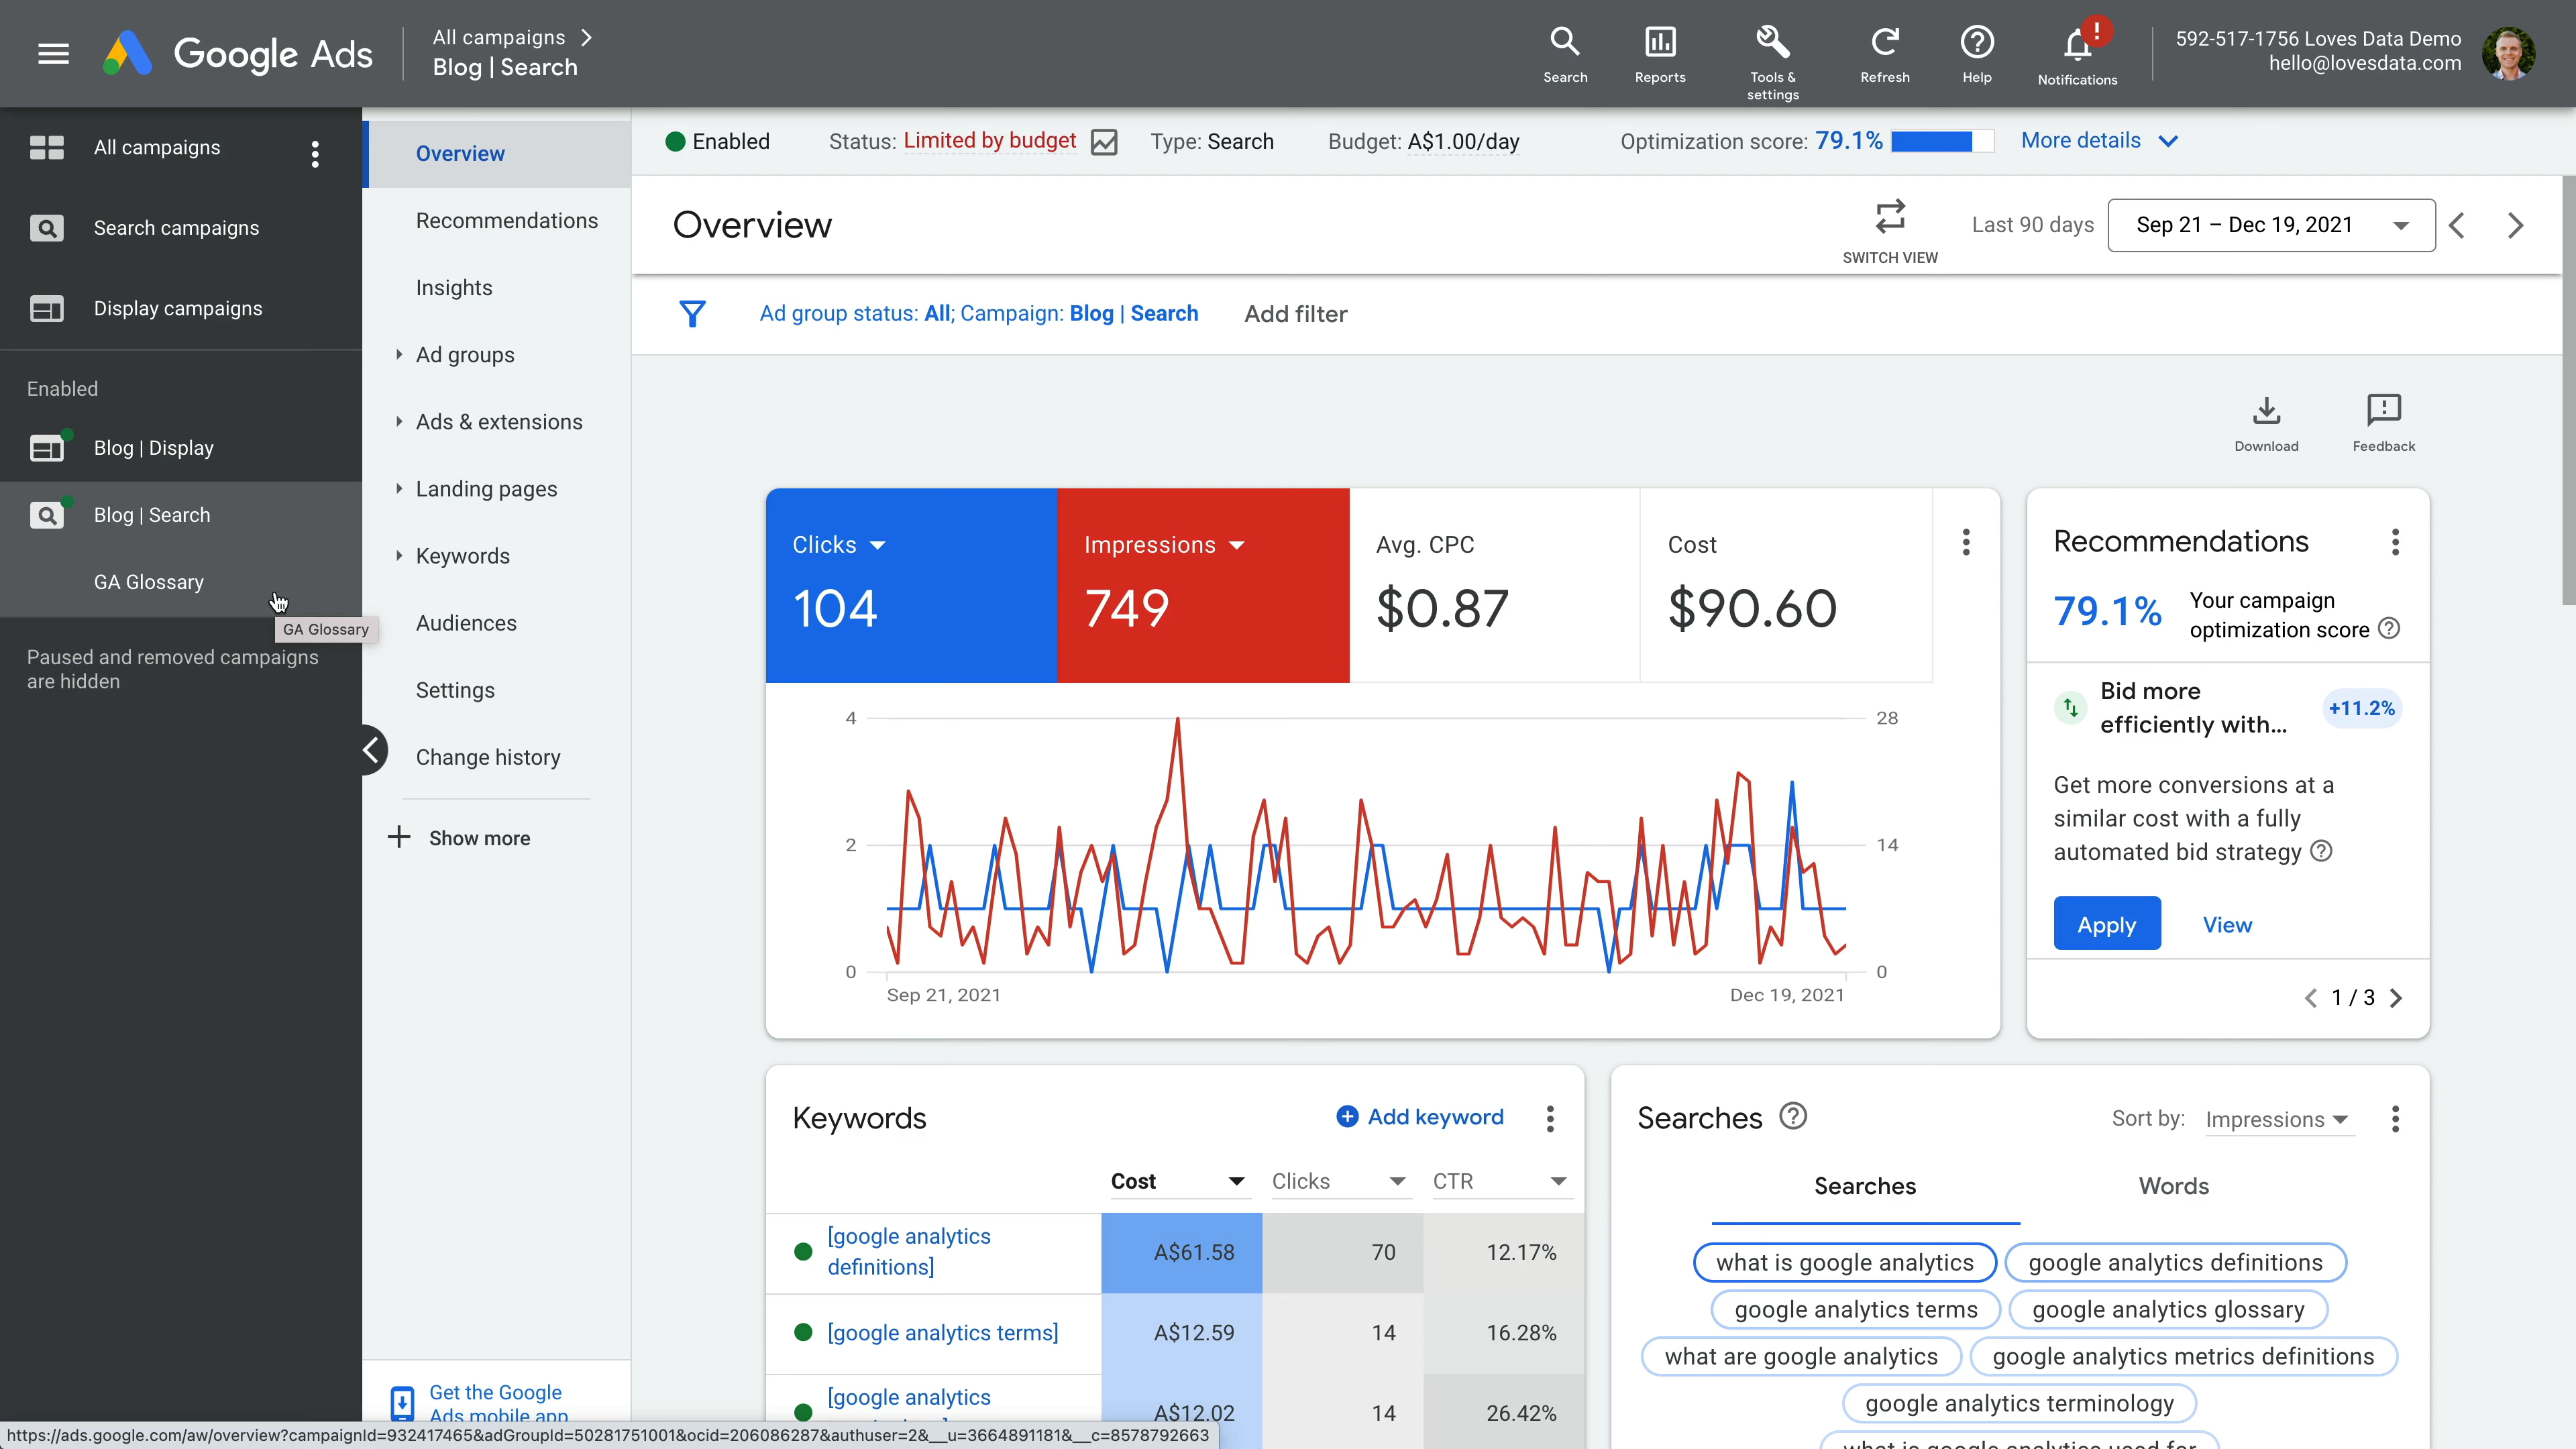 Google Ads
All campaigns
Blog | Search
Search
Reports
Tools &
settings
Refresh
Help
!
Notifications
592-517-1756 Loves Data Demo
hello@lovesdata.com
All campaigns
Search campaigns
Display campaigns
Enabled
Blog | Display
Blog | Search
GA Glossary
GA Glossary
Paused and removed campaigns
are hidden
Overview
Recommendations
Insights
Ad groups
Ads & extensions
Landing pages
Keywords
Audiences
Settings
Change history
Show more
Get the Google
Ads mobile app
Enabled
Status: Limited by budget
Type: Search
Budget: A$1.00/day
Optimization score: 79.1%
More details
Overview
SWITCH VIEW
Last 90 days
Sep 21 – Dec 19, 2021
Ad group status: All; Campaign: Blog | Search
Add filter
Download
Feedback
Clicks
104
Impressions
749
Avg. CPC
$0.87
Cost
$90.60
4
28
2
14
0
0
Sep 21, 2021
Dec 19, 2021
Recommendations
79.1%
Your campaign
optimization score
Bid more
efficiently with...
+11.2%
Get more conversions at a
similar cost with a fully
automated bid strategy
Apply
View
1 / 3
Keywords
Add keyword
Cost
Clicks
CTR
[google analytics
definitions]
A$61.58
70
12.17%
[google analytics terms]
A$12.59
14
16.28%
[google analytics
A$12.02
14
26.42%
Searches
Sort by:
Impressions
Searches
Words
what is google analytics
google analytics definitions
google analytics terms
google analytics glossary
what are google analytics
google analytics metrics definitions
google analytics terminology
what is google analytics used for
https://ads.google.com/aw/overview?campaignId=932417465&adGroupId=50281751001&ocid=206086287&authuser=2&__u=3664891181&__c=8578792663